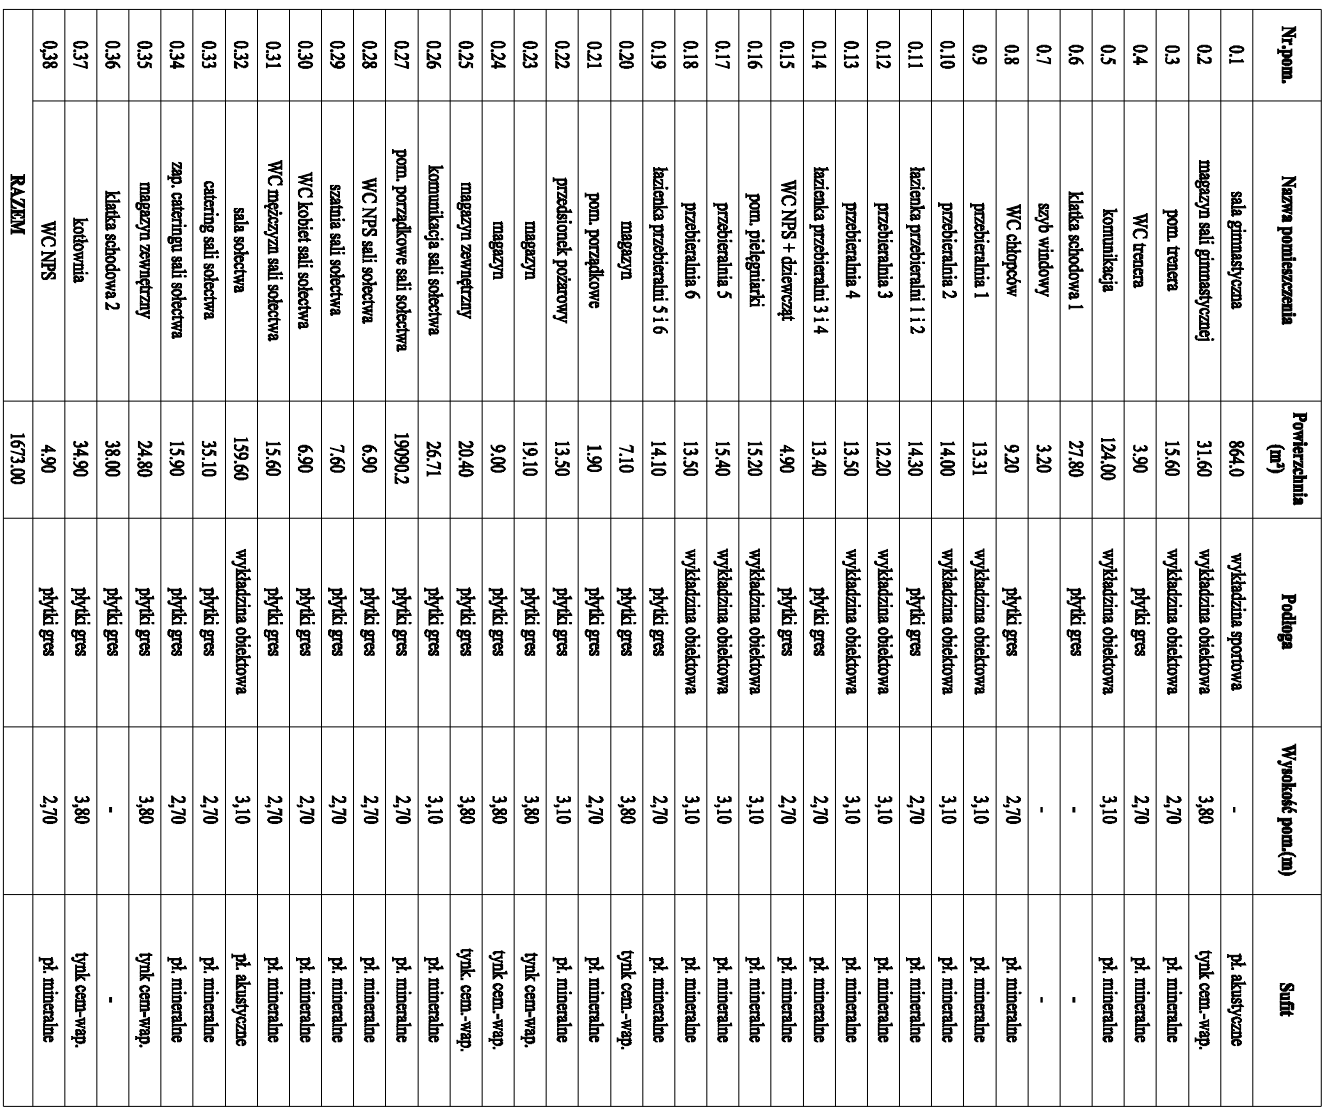 Nr.pom. Nazwa pomieszczenia Powierzchnia (m²) Podłoga Wysokość pom.(m) Sufit
0.1 sala gimnastyczna 864.0 wykładzina sportowa - pł. akustyczne
0.2 magazyn sali gimnastycznej 31.60 wykładzina obiektowa 3,80 tynk cem.-wap.
0.3 pom. trenera 15.60 wykładzina obiektowa 2,70 pł. mineralne
0.4 WC trenera 3.90 płytki gres 2,70 pł. mineralne
0.5 komunikacja 124.00 wykładzina obiektowa 3,10 pł. mineralne
0.6 klatka schodowa 1 27.80 płytki gres - -
0.7 szyb windowy 3.20 - -
0.8 WC chłopców 9.20 płytki gres 2,70 pł. mineralne
0.9 przebieralnia 1 13.31 wykładzina obiektowa 3,10 pł. mineralne
0.10 przebieralnia 2 14.00 wykładzina obiektowa 3,10 pł. mineralne
0.11 łazienka przebieralni 1 i 2 14.30 płytki gres 2,70 pł. mineralne
0.12 przebieralnia 3 12.20 wykładzina obiektowa 3,10 pł. mineralne
0.13 przebieralnia 4 13.50 wykładzina obiektowa 3,10 pł. mineralne
0.14 łazienka przebieralni 3 i 4 13.40 płytki gres 2,70 pł. mineralne
0.15 WC NPS + dziewcząt 4.90 płytki gres 2,70 pł. mineralne
0.16 pom. pielęgniarki 15.20 wykładzina obiektowa 3,10 pł. mineralne
0.17 przebieralnia 5 15.40 wykładzina obiektowa 3,10 pł. mineralne
0.18 przebieralnia 6 13.50 wykładzina obiektowa 3,10 pł. mineralne
0.19 łazienka przebieralni 5 i 6 14.10 płytki gres 2,70 pł. mineralne
0.20 magazyn 7.10 płytki gres 3,80 tynk cem.-wap.
0.21 pom. porządkowe 1.90 płytki gres 2,70 pł. mineralne
0.22 przedsionek pożarowy 13.50 płytki gres 3,10 pł. mineralne
0.23 magazyn 19.10 płytki gres 3,80 tynk cem-wap.
0.24 magazyn 9.00 płytki gres 3,80 tynk cem.-wap.
0.25 magazyn zewnętrzny 20.40 płytki gres 3,80 tynk. cem.-wap.
0.26 komunikacja sali sołectwa 26.71 płytki gres 3,10 pł. mineralne
0.27 pom. porządkowe sali sołectwa 19090.2 płytki gres 2,70 pł. mineralne
0.28 WC NPS sali sołectwa 6.90 płytki gres 2,70 pł. mineralne
0.29 szatnia sali sołectwa 7.60 płytki gres 2,70 pł. mineralne
0.30 WC kobiet sali sołectwa 6.90 płytki gres 2,70 pł. mineralne
0.31 WC mężczyzn sali sołectwa 15.60 płytki gres 2,70 pł. mineralne
0.32 sala sołectwa 159.60 wykładzina obiektowa 3,10 pł. akustyczne
0.33 catering sali sołectwa 35.10 płytki gres 2,70 pł. mineralne
0.34 zap. cateringu sali sołectwa 15.90 płytki gres 2,70 pł. mineralne
0.35 magazyn zewnętrzny 24.80 płytki gres 3,80 tynk cem-wap.
0.36 klatka schodowa 2 38.00 płytki gres - -
0.37 kotłownia 34.90 płytki gres 3,80 tynk cem-wap.
0,38 WC NPS 4.90 płytki gres 2,70 pł. mineralne
RAZEM 1673.00